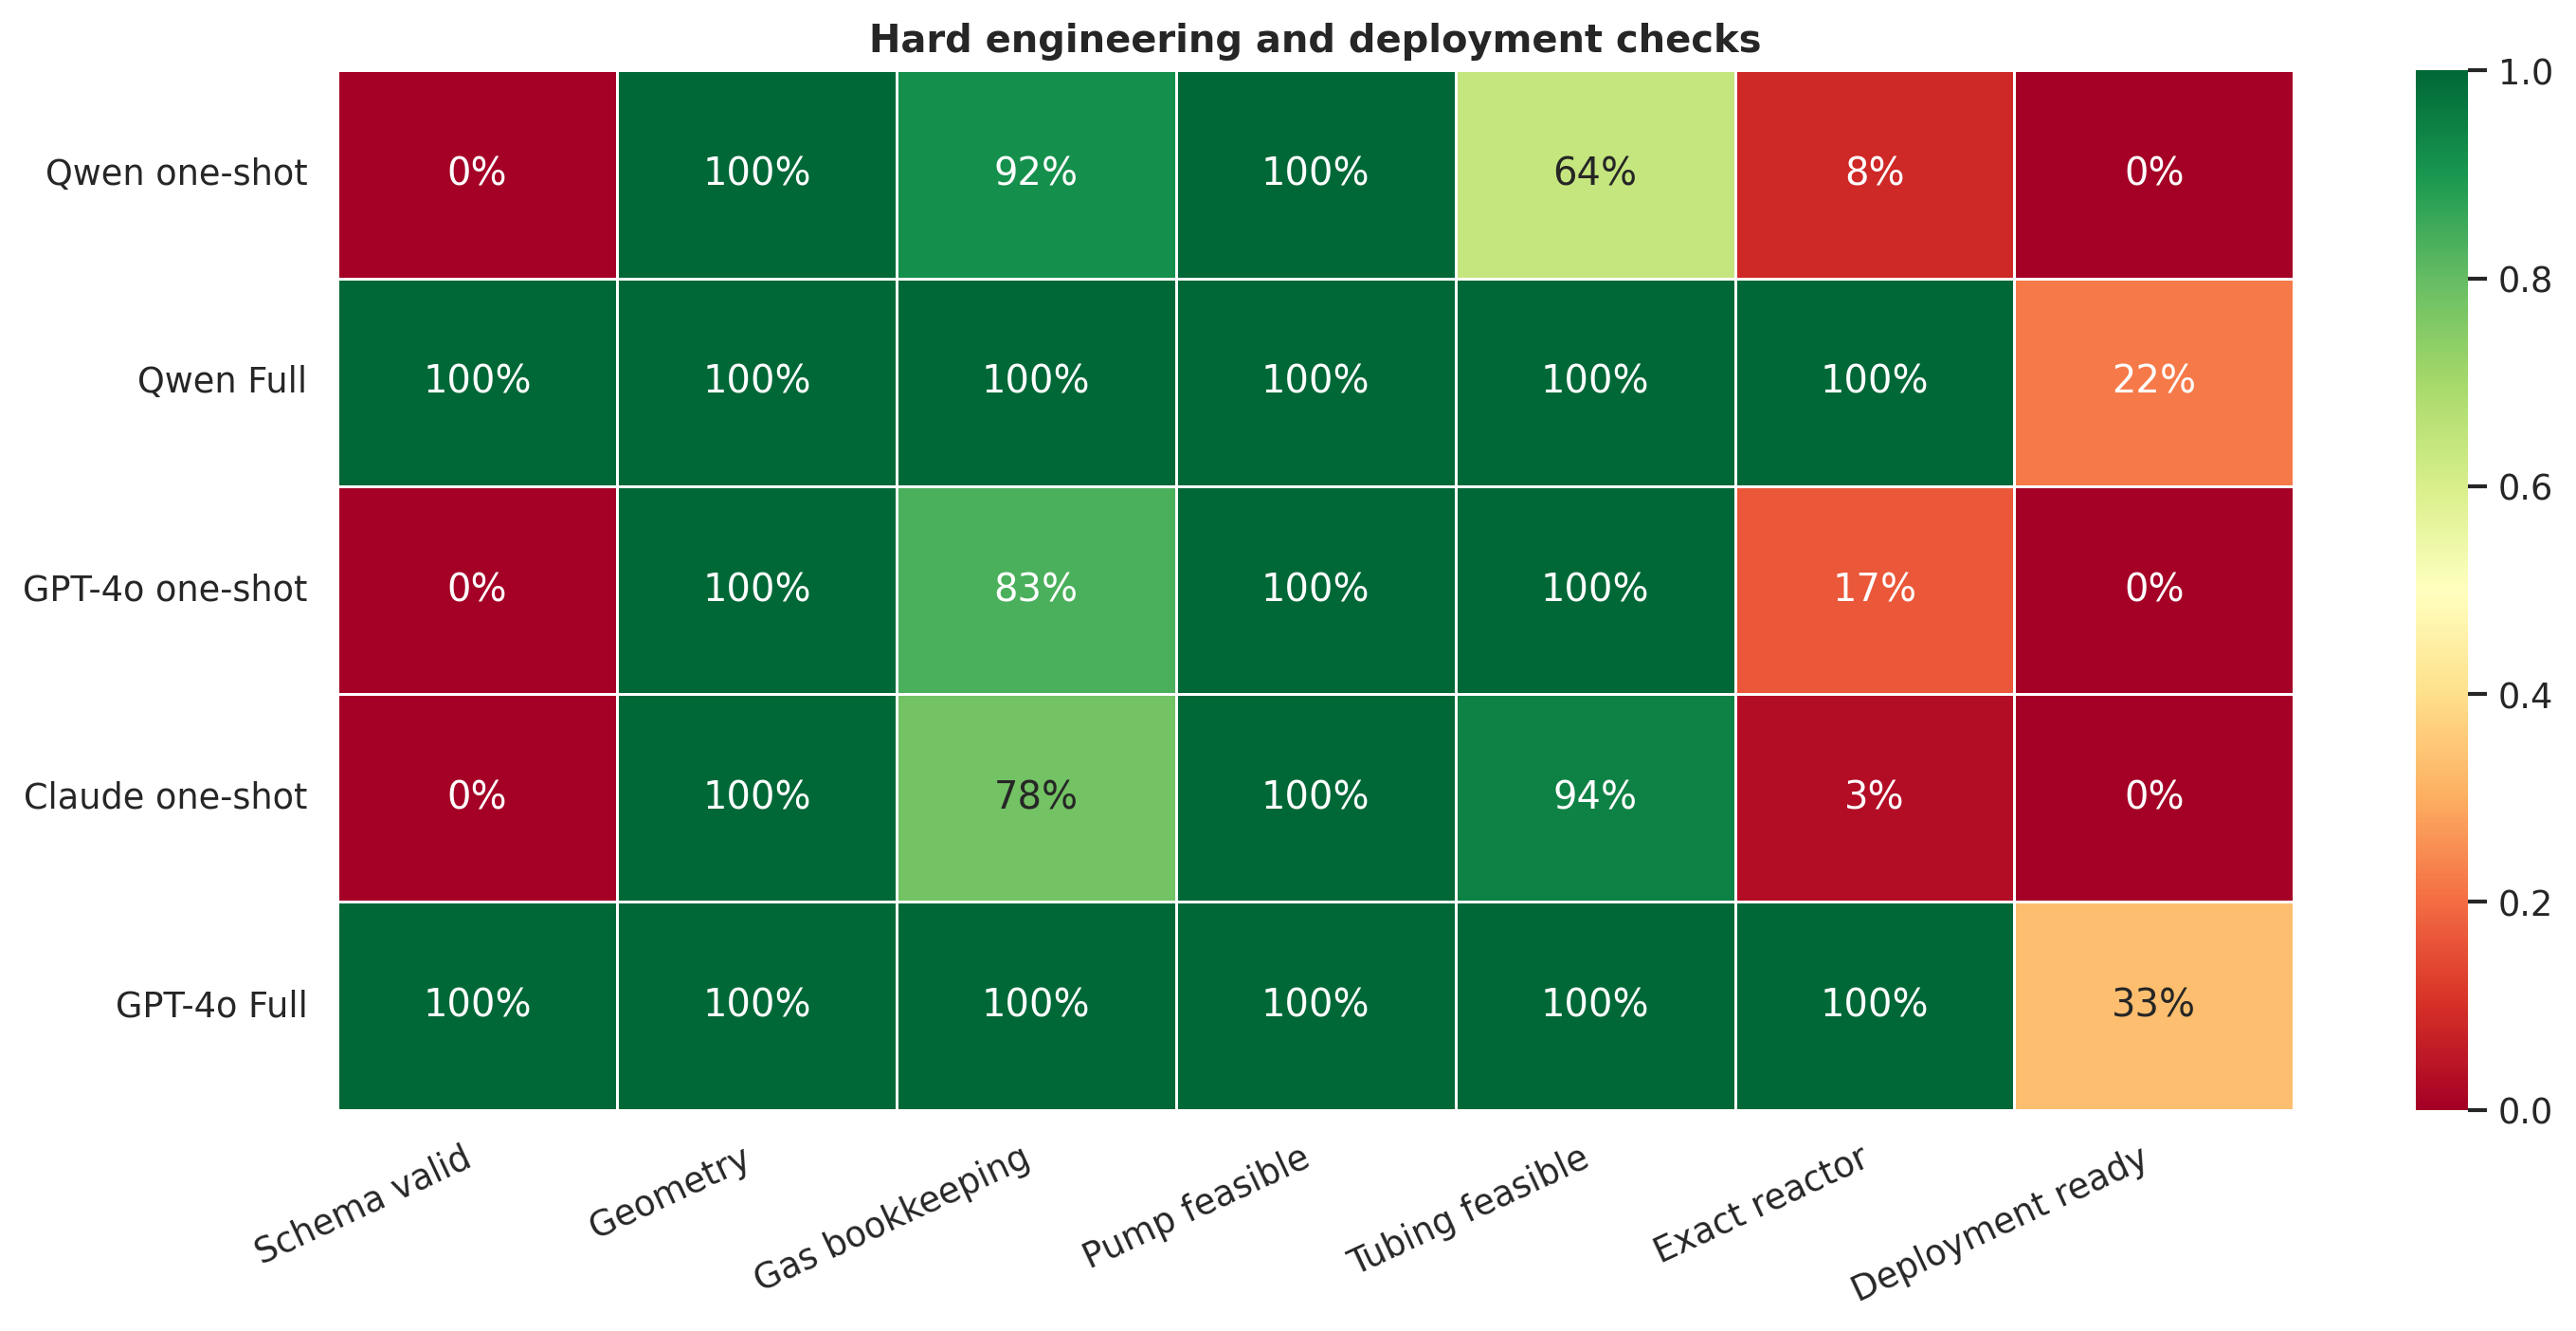 Hard engineering and deployment checks
Qwen one-shot 0% 100% 92% 100% 64% 8% 0%
Qwen Full 100% 100% 100% 100% 100% 100% 22%
GPT-4o one-shot 0% 100% 83% 100% 100% 17% 0%
Claude one-shot 0% 100% 78% 100% 94% 3% 0%
GPT-4o Full 100% 100% 100% 100% 100% 100% 33%
Schema valid
Geometry
Gas bookkeeping
Pump feasible
Tubing feasible
Exact reactor
Deployment ready
1.0
0.8
0.6
0.4
0.2
0.0